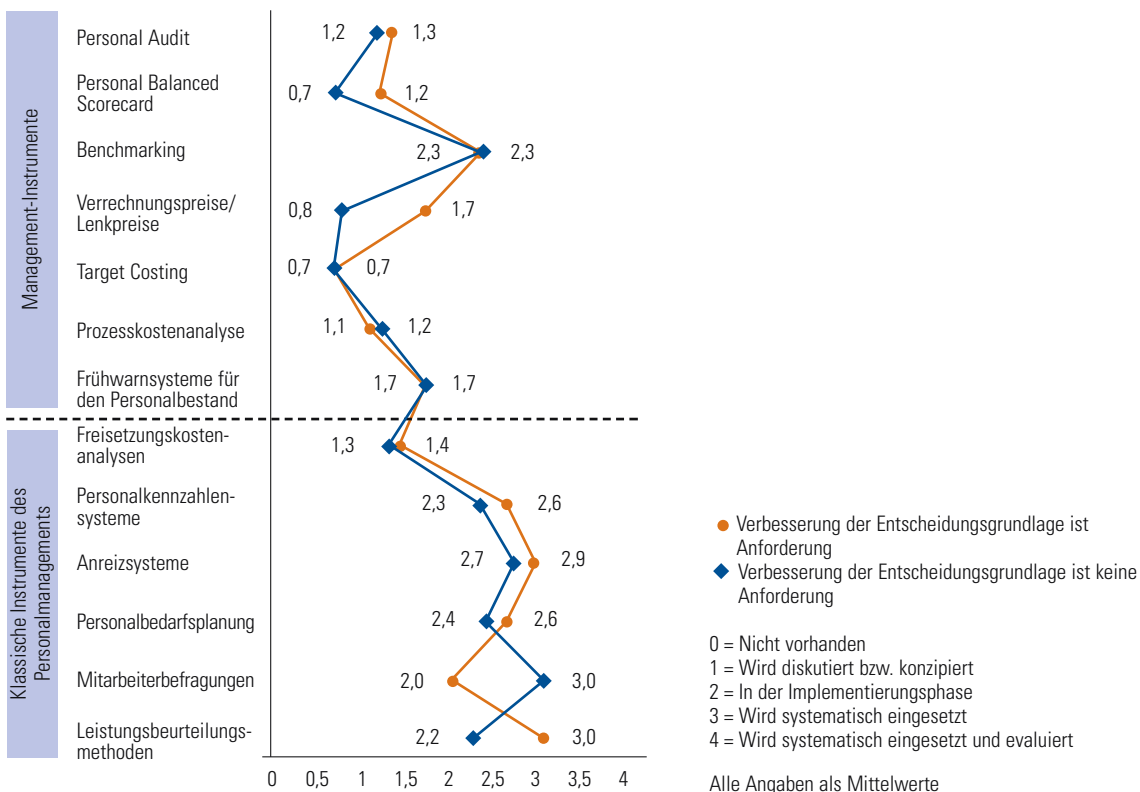 Management-Instrumente
Personal Audit
1,2 1,3
Personal Balanced
Scorecard
0,7 1,2
Benchmarking
2,3 2,3
Verrechnungspreise/
Lenkpreise
0,8 1,7
Target Costing
0,7 0,7
Prozesskostenanalyse
1,1 1,2
Frühwarnsysteme für
den Personalbestand
1,7 1,7
Klassische Instrumente des
Personalmanagements
Freisetzungskosten-
analysen
1,3 1,4
Personalkennzahlen-
systeme
2,3 2,6
Anreizsysteme
2,7 2,9
Personalbedarfsplanung
2,4 2,6
Mitarbeiterbefragungen
2,0 3,0
Leistungsbeurteilungs-
methoden
2,2 3,0
0 0,5 1 1,5 2 2,5 3 3,5 4
Verbesserung der Entscheidungsgrundlage ist
Anforderung
Verbesserung der Entscheidungsgrundlage ist keine
Anforderung
0 = Nicht vorhanden
1 = Wird diskutiert bzw. konzipiert
2 = In der Implementierungsphase
3 = Wird systematisch eingesetzt
4 = Wird systematisch eingesetzt und evaluiert
Alle Angaben als Mittelwerte